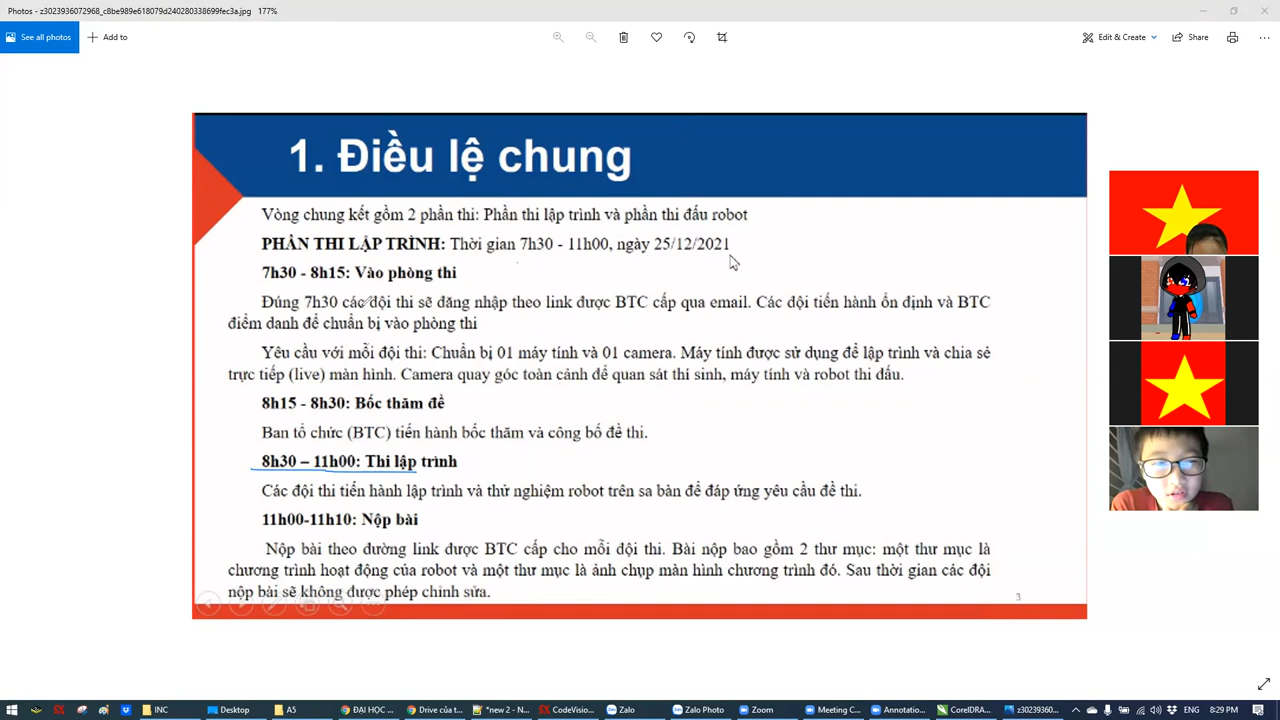 Photos - z3023936072968_c8be989e618079d240280338699fec3a.jpg 177%
See all photos
Add to
Edit & Create
Share
1. Điều lệ chung
Vòng chung kết gồm 2 phần thi: Phần thi lập trình và phần thi đấu robot
PHẦN THI LẬP TRÌNH: Thời gian 7h30 - 11h00, ngày 25/12/2021
7h30 - 8h15: Vào phòng thi
Đúng 7h30 các đội thi sẽ đăng nhập theo link được BTC cấp qua email. Các đội tiến hành ổn định và BTC
điểm danh để chuẩn bị vào phòng thi
Yêu cầu với mỗi đội thi: Chuẩn bị 01 máy tính và 01 camera. Máy tính được sử dụng để lập trình và chia sẻ
trực tiếp (live) màn hình. Camera quay góc toàn cảnh để quan sát thí sinh, máy tính và robot thi đấu.
8h15 - 8h30: Bốc thăm đề
Ban tổ chức (BTC) tiến hành bốc thăm và công bố đề thi.
8h30 – 11h00: Thi lập trình
Các đội thi tiến hành lập trình và thử nghiệm robot trên sa bàn để đáp ứng yêu cầu đề thi.
11h00-11h10: Nộp bài
Nộp bài theo đường link được BTC cấp cho mỗi đội thi. Bài nộp bao gồm 2 thư mục: một thư mục là
chương trình hoạt động của robot và một thư mục là ảnh chụp màn hình chương trình đó. Sau thời gian các đội
nộp bài sẽ không được phép chỉnh sửa.
3
INC
Desktop
A5
ĐẠI HỌC ...
Drive của t...
*new 2 - N...
CodeVision...
Zalo
Zalo Photo
Zoom
Meeting C...
Annotatio...
CorelDRA...
z30239360...
8:29 PM